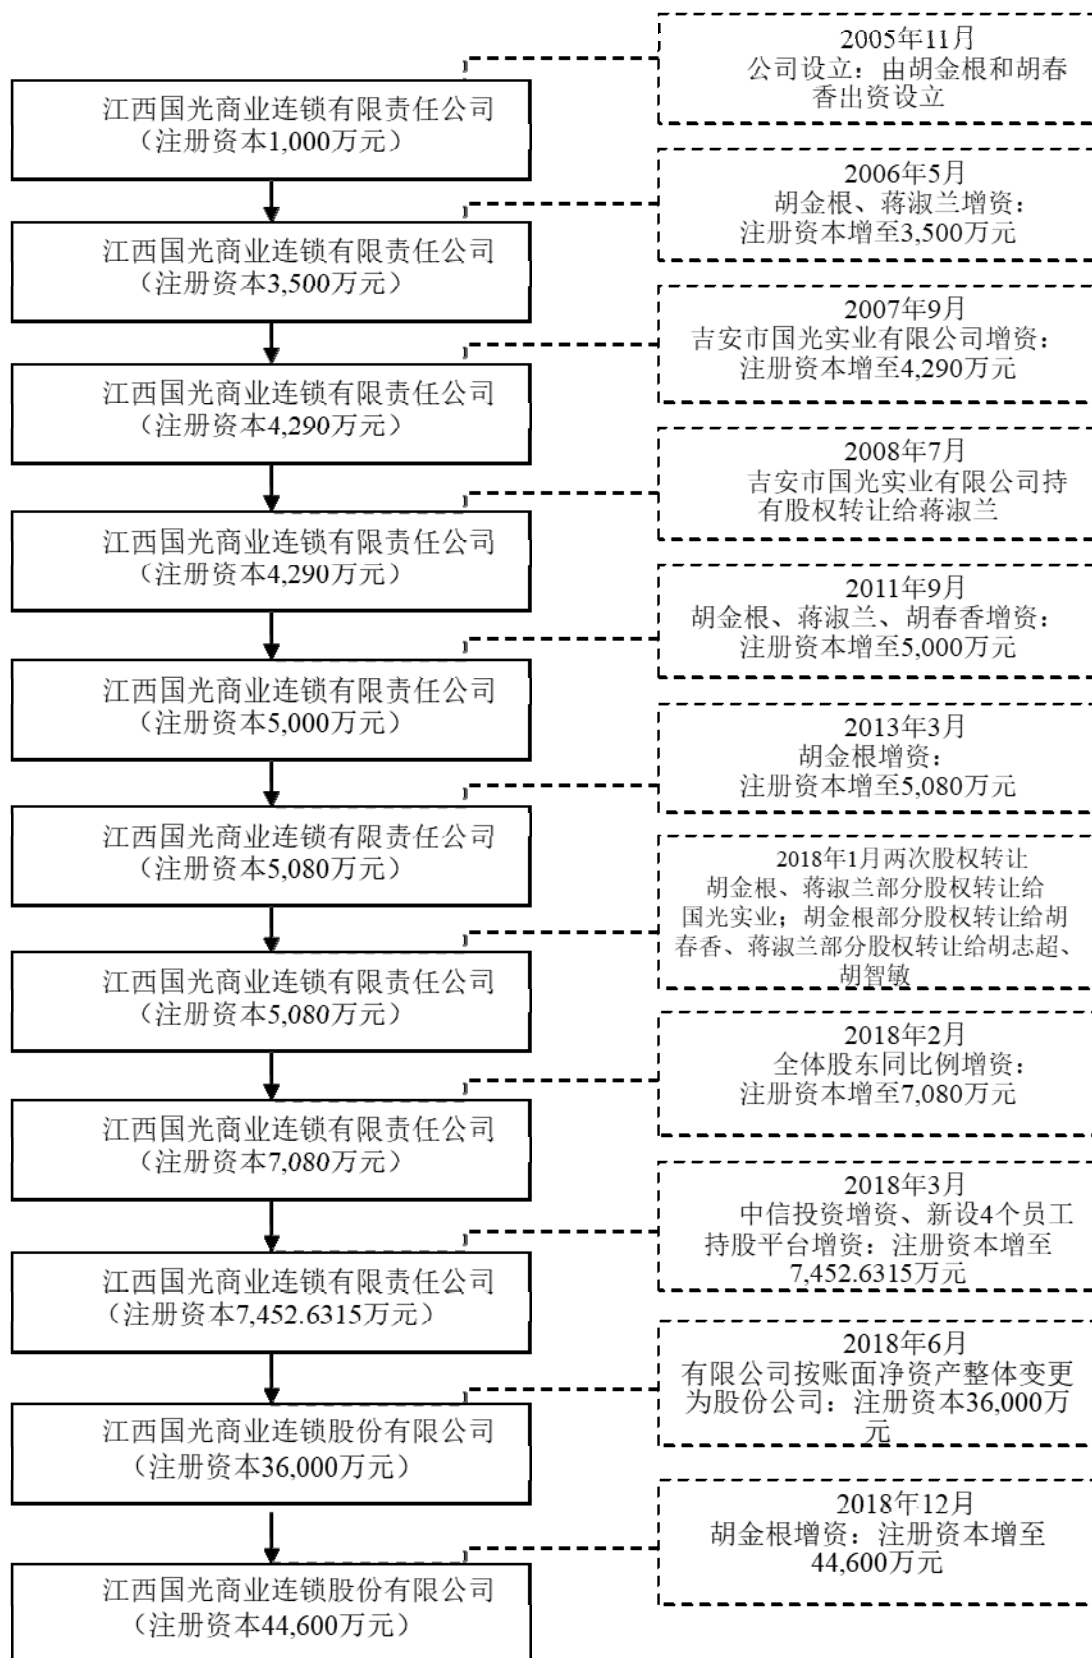 2005年11月
公司设立：由胡金根和胡春
香出资设立
江西国光商业连锁有限责任公司
（注册资本1,000万元）
2006年5月
胡金根、蒋淑兰增资：
注册资本增至3,500万元
江西国光商业连锁有限责任公司
（注册资本3,500万元）
2007年9月
吉安市国光实业有限公司增资：
注册资本增至4,290万元
江西国光商业连锁有限责任公司
（注册资本4,290万元）
2008年7月
吉安市国光实业有限公司持
有股权转让给蒋淑兰
江西国光商业连锁有限责任公司
（注册资本4,290万元）
2011年9月
胡金根、蒋淑兰、胡春香增资：
注册资本增至5,000万元
江西国光商业连锁有限责任公司
（注册资本5,000万元）
2013年3月
胡金根增资：
注册资本增至5,080万元
江西国光商业连锁有限责任公司
（注册资本5,080万元）
2018年1月两次股权转让
胡金根、蒋淑兰部分股权转让给
国光实业；胡金根部分股权转让给胡
春香、蒋淑兰部分股权转让给胡志超、
胡智敏
江西国光商业连锁有限责任公司
（注册资本5,080万元）
2018年2月
全体股东同比例增资：
注册资本增至7,080万元
江西国光商业连锁有限责任公司
（注册资本7,080万元）
2018年3月
中信投资增资、新设4个员工
持股平台增资：注册资本增至
7,452.6315万元
江西国光商业连锁有限责任公司
（注册资本7,452.6315万元）
2018年6月
有限公司按账面净资产整体变更
为股份公司：注册资本36,000万
元
江西国光商业连锁股份有限公司
（注册资本36,000万元）
2018年12月
胡金根增资：注册资本增至
44,600万元
江西国光商业连锁股份有限公司
（注册资本44,600万元）